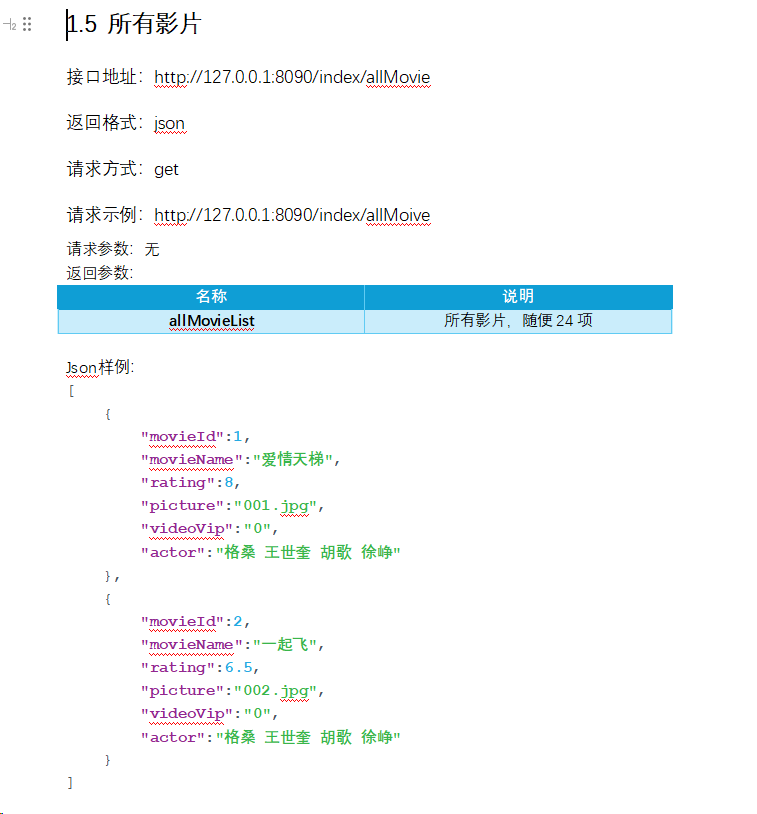 1.5 所有影片
接口地址：http://127.0.0.1:8090/index/allMovie
返回格式：json
请求方式：get
请求示例：http://127.0.0.1:8090/index/allMoive
请求参数：无
返回参数：
名称 说明
allMovieList 所有影片，随便 24 项
Json样例：
[
{
"movieId":1,
"movieName":"爱情天梯",
"rating":8,
"picture":"001.jpg",
"videoVip":"0",
"actor":"格桑 王世奎 胡歌 徐峥"
},
{
"movieId":2,
"movieName":"一起飞",
"rating":6.5,
"picture":"002.jpg",
"videoVip":"0",
"actor":"格桑 王世奎 胡歌 徐峥"
}
]